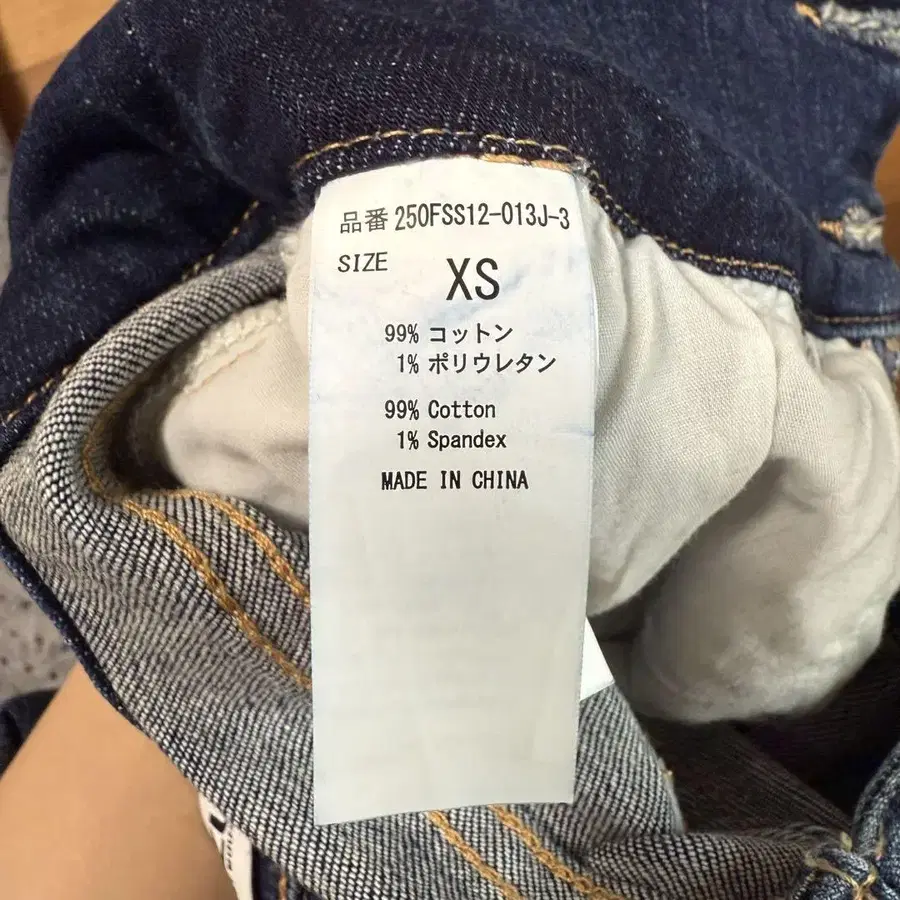 品番 250FSS12-013J-3
SIZE
XS
99% コットン
1% ポリウレタン
99% Cotton
1% Spandex
MADE IN CHINA